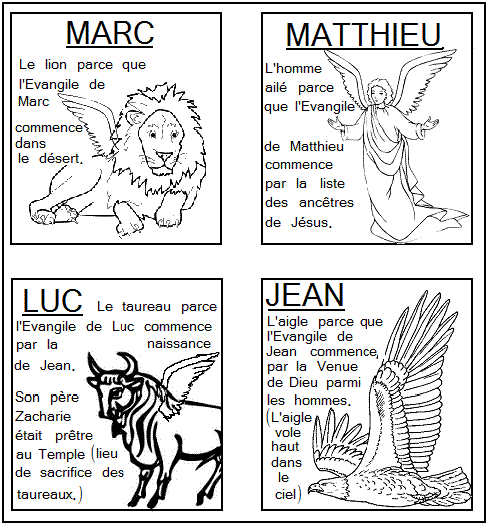 MARC
Le lion parce que
l'Evangile de
Marc
commence
dans
le désert.
MATTHIEU
L'homme
ailé parce
que l'Evangile
de Matthieu
commence
par la liste
des ancêtres
de Jésus.
LUC Le taureau parce
l'Evangile de Luc commence
par la naissance
de Jean.
Son père
Zacharie
était prêtre
au Temple (lieu
de sacrifice des
taureaux.)
JEAN
L'aigle parce que
l'Evangile de
Jean commence,
par la Venue
de Dieu parmi
les hommes.
(L'aigle
vole
haut
dans
le
ciel)